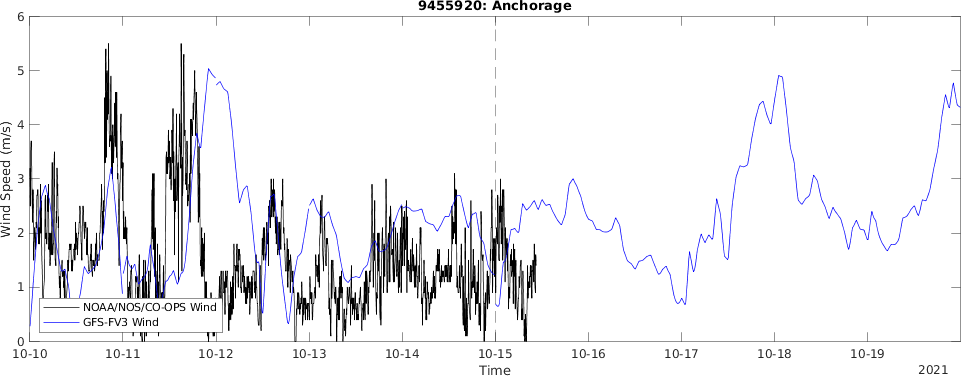 9455920: Anchorage
6
5
4
3
2
1
0
Wind Speed (m/s)
NOAA/NOS/CO-OPS Wind
GFS-FV3 Wind
10-10 10-11 10-12 10-13 10-14 10-15 10-16 10-17 10-18 10-19
Time
2021